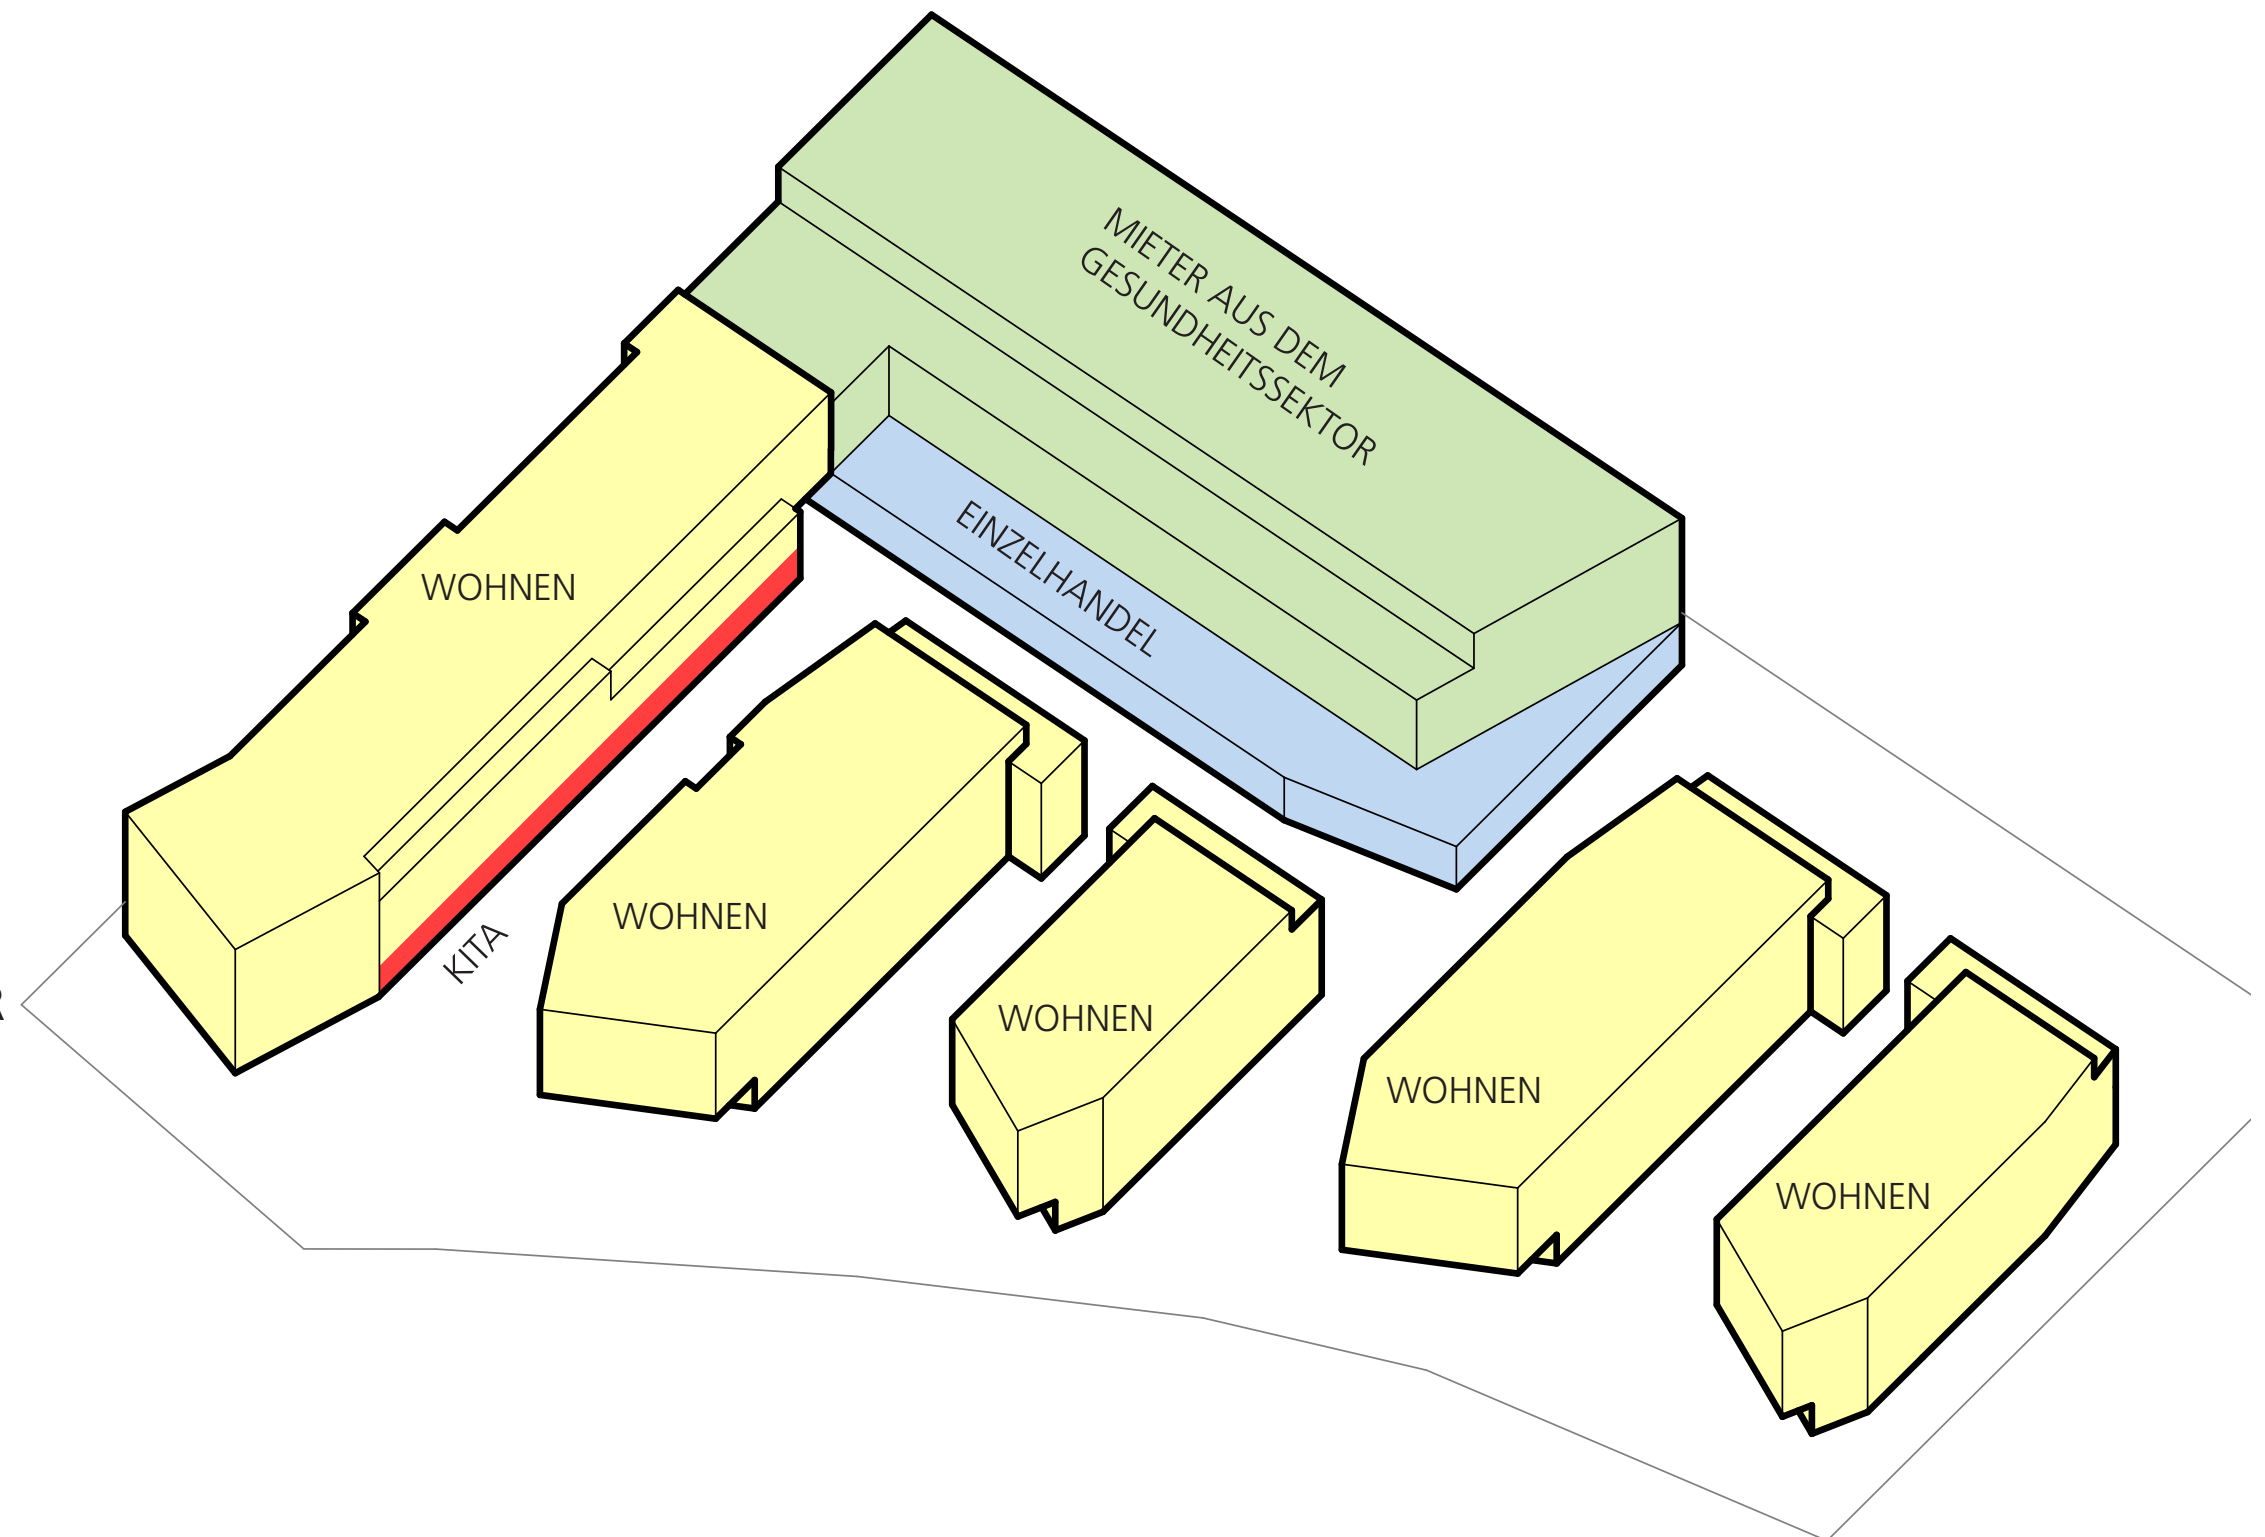 MIETER AUS DEM
GESUNDHEITSSEKTOR
EINZELHANDEL
WOHNEN
KITA
WOHNEN
WOHNEN
WOHNEN
WOHNEN
R